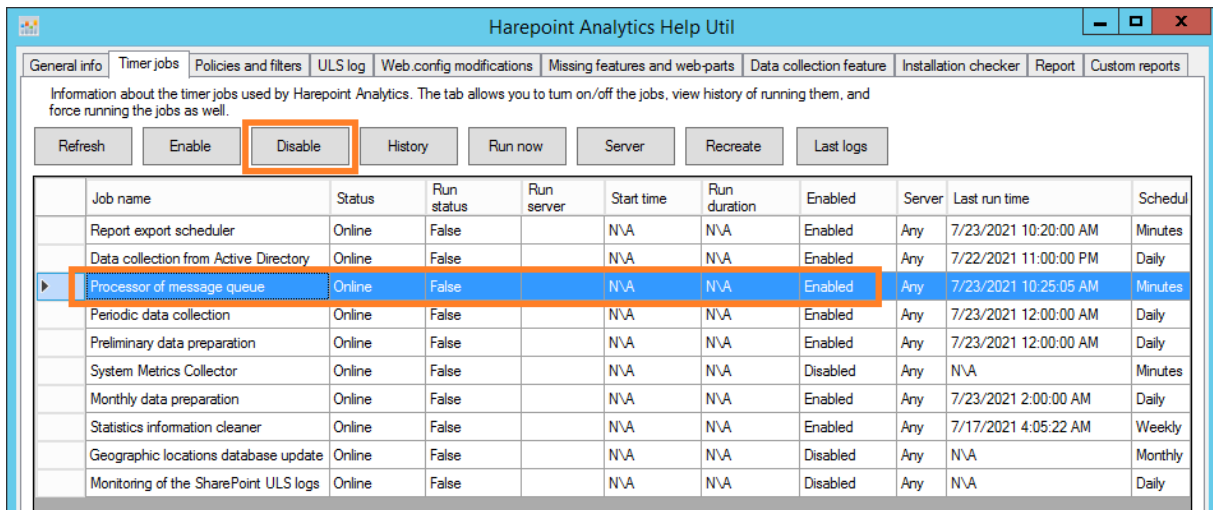 Harepoint Analytics Help Util
General info Timer jobs Policies and filters ULS log Web.config modifications Missing features and web-parts Data collection feature Installation checker Report Custom reports
Information about the timer jobs used by Harepoint Analytics. The tab allows you to turn on/off the jobs, view history of running them, and
force running the jobs as well.
Refresh Enable Disable History Run now Server Recreate Last logs
Job name Status Run status Run server Start time Run duration Enabled Server Last run time Schedul
Report export scheduler Online False N\A N\A Enabled Any 7/23/2021 10:20:00 AM Minutes
Data collection from Active Directory Online False N\A N\A Enabled Any 7/22/2021 11:00:00 PM Daily
Processor of message queue Online False N\A N\A Enabled Any 7/23/2021 10:25:05 AM Minutes
Periodic data collection Online False N\A N\A Enabled Any 7/23/2021 12:00:00 AM Daily
Preliminary data preparation Online False N\A N\A Enabled Any 7/23/2021 12:00:00 AM Daily
System Metrics Collector Online False N\A N\A Disabled Any N\A Minutes
Monthly data preparation Online False N\A N\A Enabled Any 7/23/2021 2:00:00 AM Daily
Statistics information cleaner Online False N\A N\A Enabled Any 7/17/2021 4:05:22 AM Weekly
Geographic locations database update Online False N\A N\A Disabled Any N\A Monthly
Monitoring of the SharePoint ULS logs Online False N\A N\A Disabled Any N\A Daily